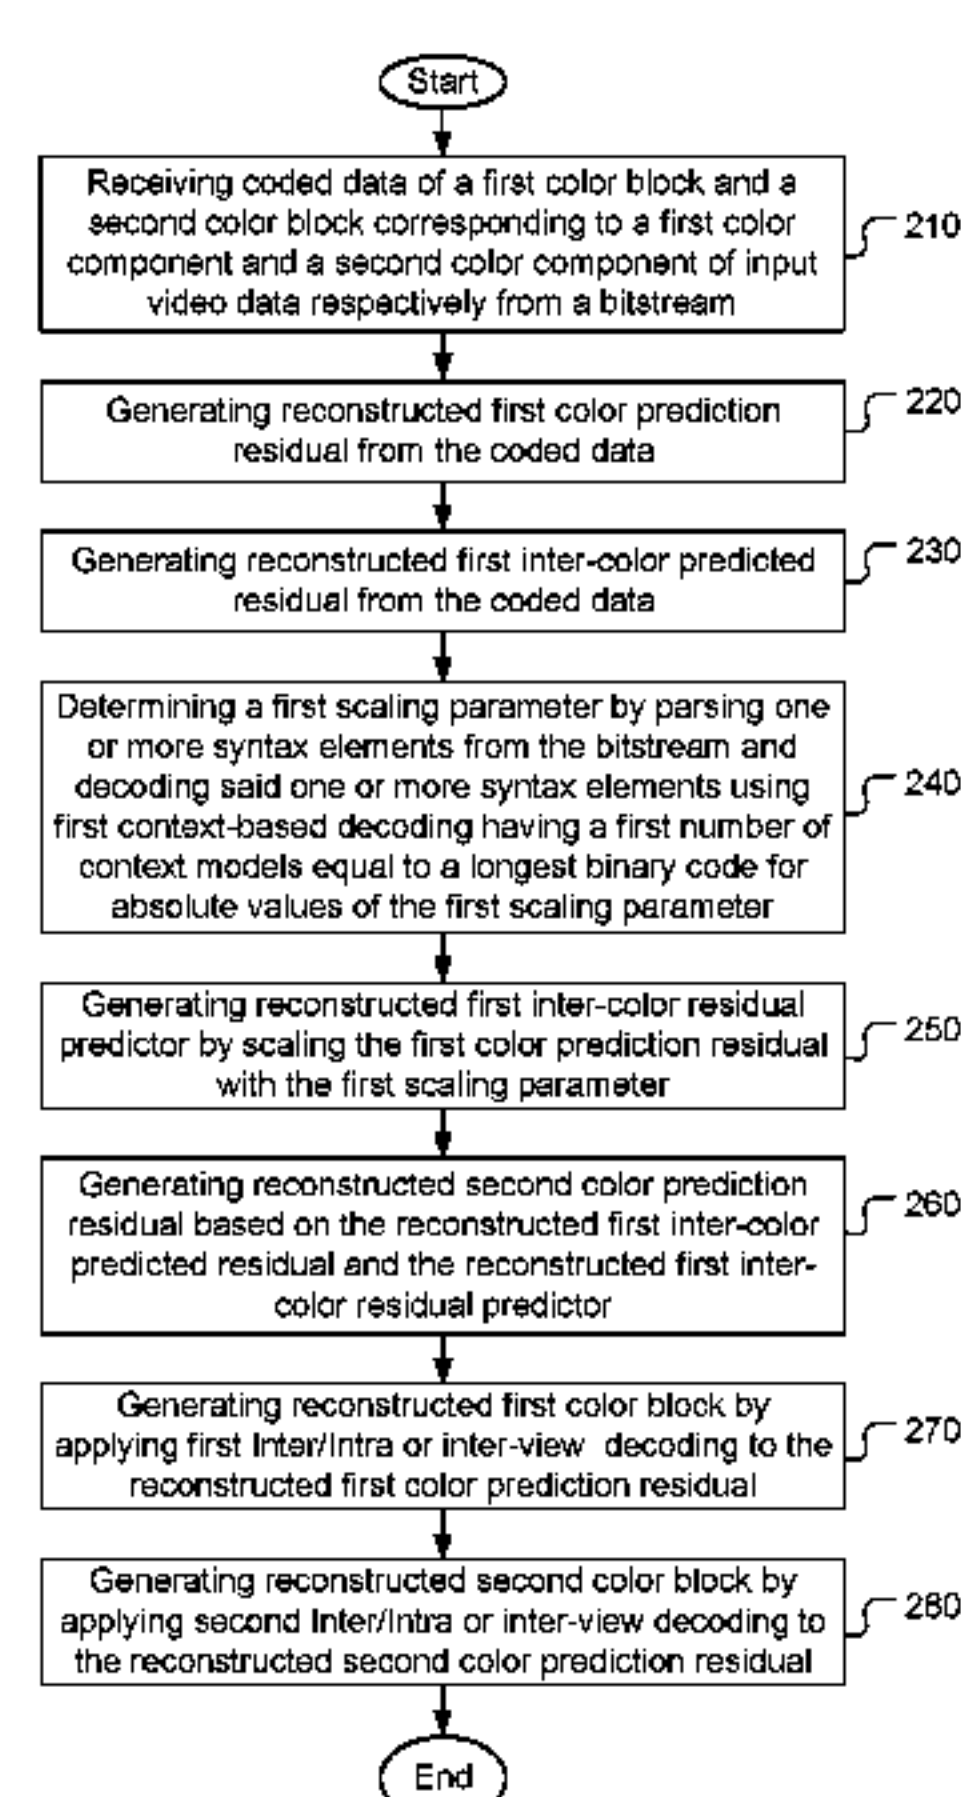 Start
Receiving coded data of a first color block and a
second color block corresponding to a first color
component and a second color component of input
video data respectively from a bitstream
210
Generating reconstructed first color prediction
residual from the coded data
220
Generating reconstructed first inter-color predicted
residual from the coded data
230
Determining a first scaling parameter by parsing one
or more syntax elements from the bitstream and
decoding said one or more syntax elements using
first context-based decoding having a first number of
context models equal to a longest binary code for
absolute values of the first scaling parameter
240
Generating reconstructed first inter-color residual
predictor by scaling the first color prediction residual
with the first scaling parameter
250
Generating reconstructed second color prediction
residual based on the reconstructed first inter-color
predicted residual and the reconstructed first inter-
color residual predictor
260
Generating reconstructed first color block by
applying first Inter/Intra or inter-view decoding to the
reconstructed first color prediction residual
270
Generating reconstructed second color block by
applying second Inter/Intra or inter-view decoding to
the reconstructed second color prediction residual
280
End